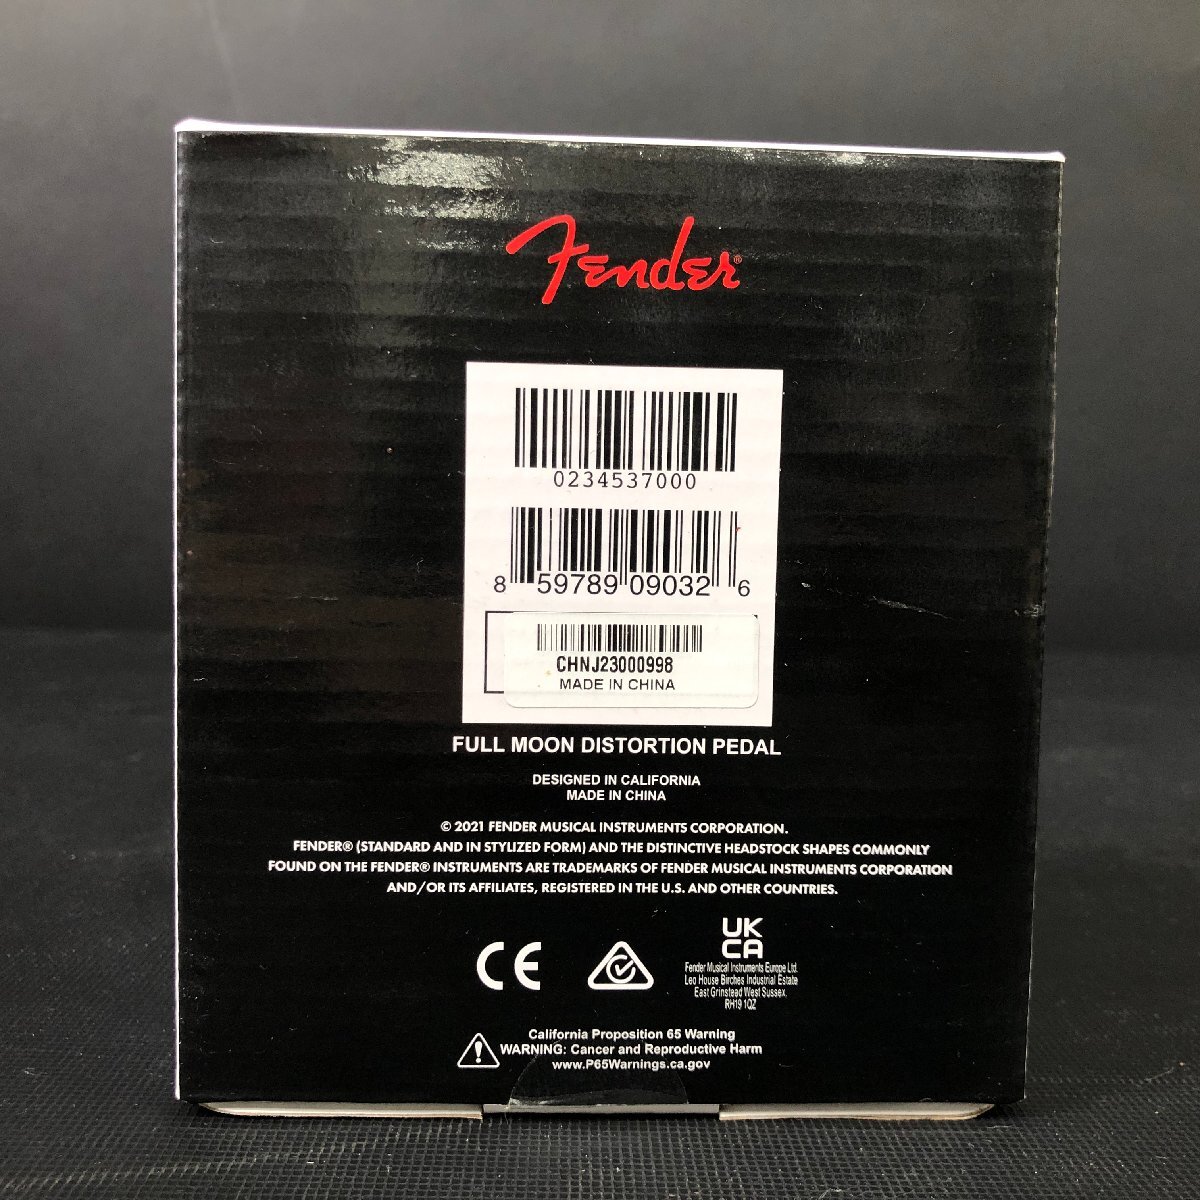 Fender®
0234537000
8 59789 09032 6
CHNJ23000998
MADE IN CHINA
FULL MOON DISTORTION PEDAL
DESIGNED IN CALIFORNIA
MADE IN CHINA
© 2021 FENDER MUSICAL INSTRUMENTS CORPORATION.
FENDER® (STANDARD AND IN STYLIZED FORM) AND THE DISTINCTIVE HEADSTOCK SHAPES COMMONLY
FOUND ON THE FENDER® INSTRUMENTS ARE TRADEMARKS OF FENDER MUSICAL INSTRUMENTS CORPORATION
AND/OR ITS AFFILIATES, REGISTERED IN THE U.S. AND OTHER COUNTRIES.
CE
UK
CA
Fender Musical Instruments Europe Ltd.
Leo House Birches Industrial Estate
East Grinstead West Sussex.
RH19 1QZ
California Proposition 65 Warning
WARNING: Cancer and Reproductive Harm
www.P65Warnings.ca.gov